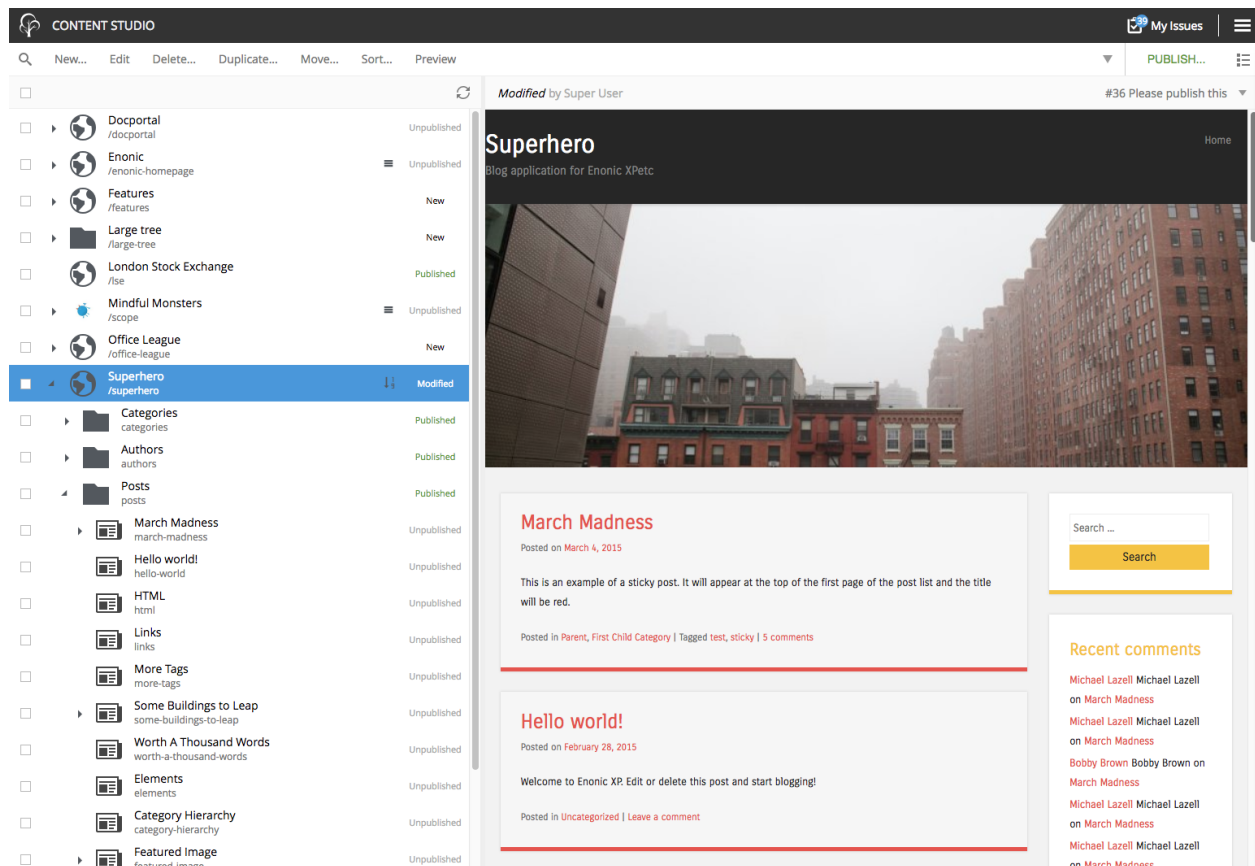 CONTENT STUDIO
39 My Issues
New... Edit Delete... Duplicate... Move... Sort... Preview
PUBLISH...
Modified by Super User
#36 Please publish this
Docportal
/docportal
Unpublished
Enonic
/enonic-homepage
Unpublished
Features
/features
New
Large tree
/large-tree
New
London Stock Exchange
/lse
Published
Mindful Monsters
/scope
Unpublished
Office League
/office-league
New
Superhero
/superhero
Modified
Categories
categories
Published
Authors
authors
Published
Posts
posts
Published
March Madness
march-madness
Unpublished
Hello world!
hello-world
Unpublished
HTML
html
Unpublished
Links
links
Unpublished
More Tags
more-tags
Unpublished
Some Buildings to Leap
some-buildings-to-leap
Unpublished
Worth A Thousand Words
worth-a-thousand-words
Unpublished
Elements
elements
Unpublished
Category Hierarchy
category-hierarchy
Unpublished
Featured Image
featured-image
Unpublished
Superhero
Home
Blog application for Enonic XPetc
March Madness
Posted on March 4, 2015
This is an example of a sticky post. It will appear at the top of the first page of the post list and the title
will be red.
Posted in Parent, First Child Category | Tagged test, sticky | 5 comments
Hello world!
Posted on February 28, 2015
Welcome to Enonic XP. Edit or delete this post and start blogging!
Posted in Uncategorized | Leave a comment
Search ...
Search
Recent comments
Michael Lazell Michael Lazell
on March Madness
Michael Lazell Michael Lazell
on March Madness
Bobby Brown Bobby Brown on
March Madness
Michael Lazell Michael Lazell
on March Madness
Michael Lazell Michael Lazell
on March Madness